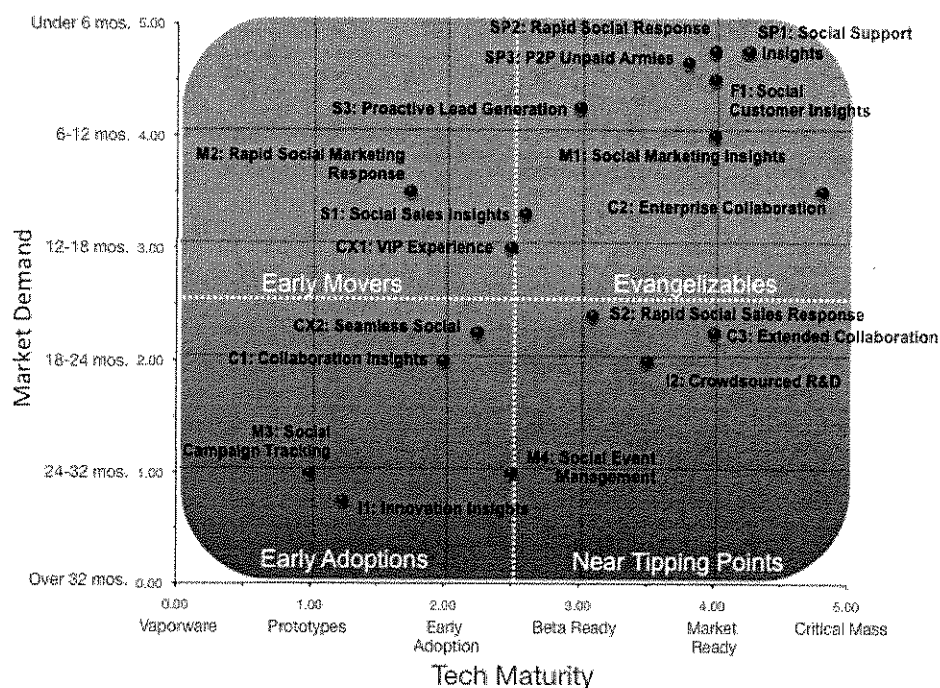 Under 6 mos. 5.00
SP2: Rapid Social Response
SP1: Social Support
Insights
SP3: P2P Unpaid Armies
F1: Social
Customer Insights
S3: Proactive Lead Generation
6-12 mos. 4.00
M1: Social Marketing Insights
M2: Rapid Social Marketing
Response
C2: Enterprise Collaboration
S1: Social Sales Insights
12-18 mos. 3.00
CX1: VIP Experience
Early Movers
Evangelizables
S2: Rapid Social Sales Response
CX2: Seamless Social
C3: Extended Collaboration
18-24 mos. 2.00
C1: Collaboration Insights
I2: Crowdsourced R&D
M3: Social
Campaign Tracking
M4: Social Event
Management
24-32 mos. 1.00
I1: Innovation Insights
Early Adoptions
Near Tipping Points
Over 32 mos. 0.00
Market Demand
0.00 1.00 2.00 3.00 4.00 5.00
Vaporware Prototypes Early
Adoption Beta Ready Market
Ready Critical Mass
Tech Maturity